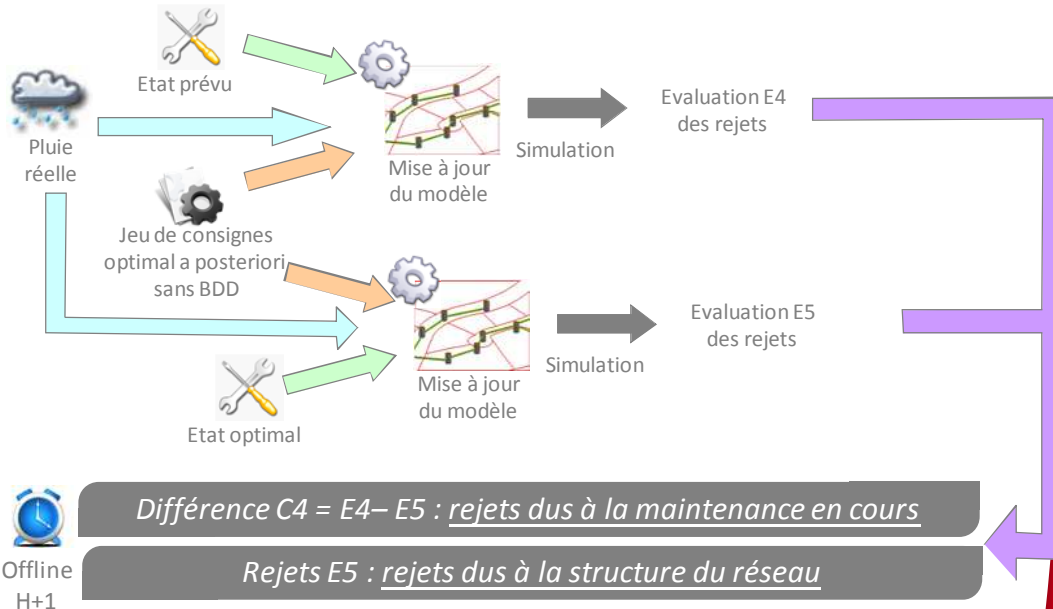 Etat prévu
Pluie
réelle
Mise à jour
du modèle
Simulation
Evaluation E4
des rejets
Jeu de consignes
optimal a posteriori
sans BDD
Evaluation E5
des rejets
Simulation
Mise à jour
du modèle
Etat optimal
Différence C4 = E4– E5 : rejets dus à la maintenance en cours
Rejets E5 : rejets dus à la structure du réseau
Offline
H+1